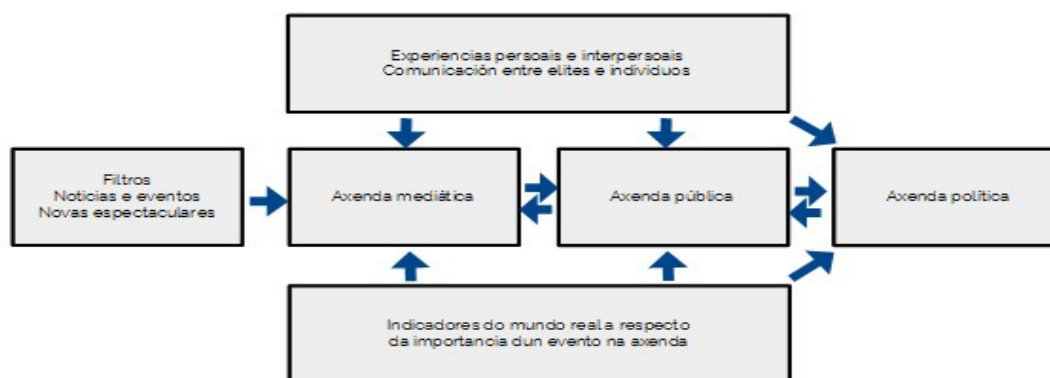 Experiencias persoais e interpersoais
Comunicación entre elites e individuos
Filtros
Noticias e eventos
Novas espectaculares
Axenda mediática
Axenda pública
Axenda política
Indicadores do mundo real a respecto
da importancia dun evento na axenda